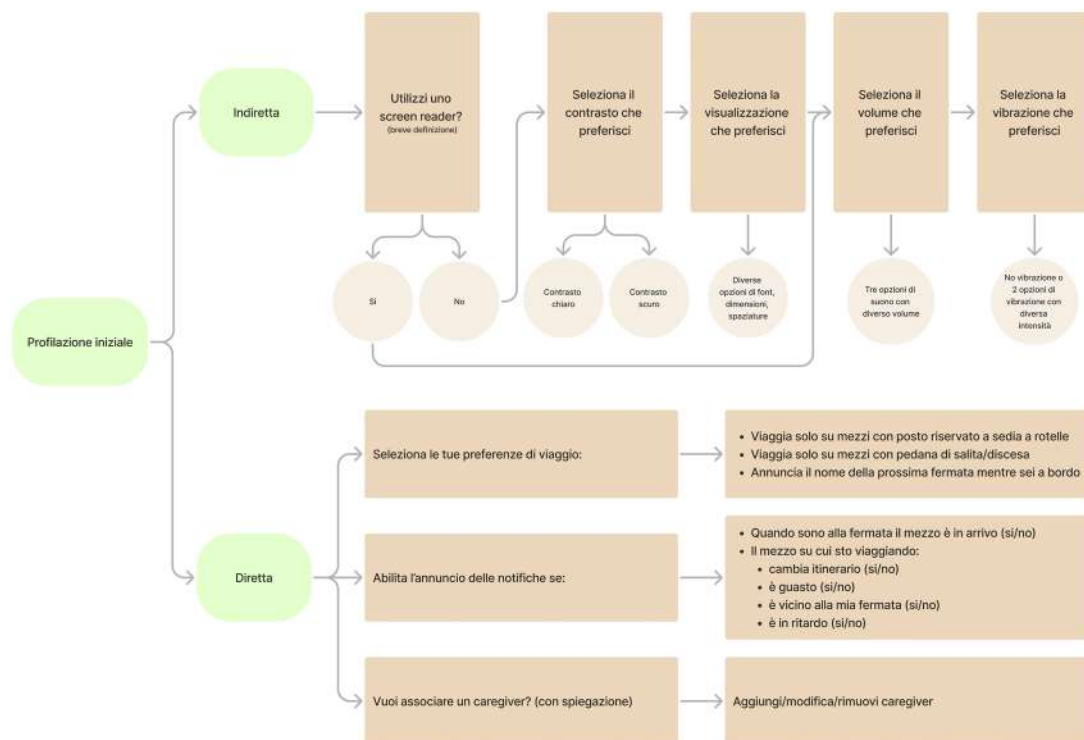 Profilazione iniziale
Indiretta
Utilizzi uno
screen reader?
(breve definizione)
Si
No
Seleziona il
contrasto che
preferisci
Contrasto
chiaro
Contrasto
scuro
Seleziona la
visualizzazione
che preferisci
Diverse
opzioni di font,
dimensioni,
spaziature
Seleziona il
volume che
preferisci
Tre opzioni di
suono con
diverso volume
Seleziona la
vibrazione che
preferisci
No vibrazione o
2 opzioni di
vibrazione con
diversa
intensità
Diretta
Seleziona le tue preferenze di viaggio:
• Viaggia solo su mezzi con posto riservato a sedia a rotelle
• Viaggia solo su mezzi con pedana di salita/discesa
• Annuncia il nome della prossima fermata mentre sei a bordo
Abilita l'annuncio delle notifiche se:
• Quando sono alla fermata il mezzo è in arrivo (si/no)
• Il mezzo su cui sto viaggiando:
• cambia itinerario (si/no)
• è guasto (si/no)
• è vicino alla mia fermata (si/no)
• è in ritardo (si/no)
Vuoi associare un caregiver? (con spiegazione)
Aggiungi/modifica/rimuovi caregiver